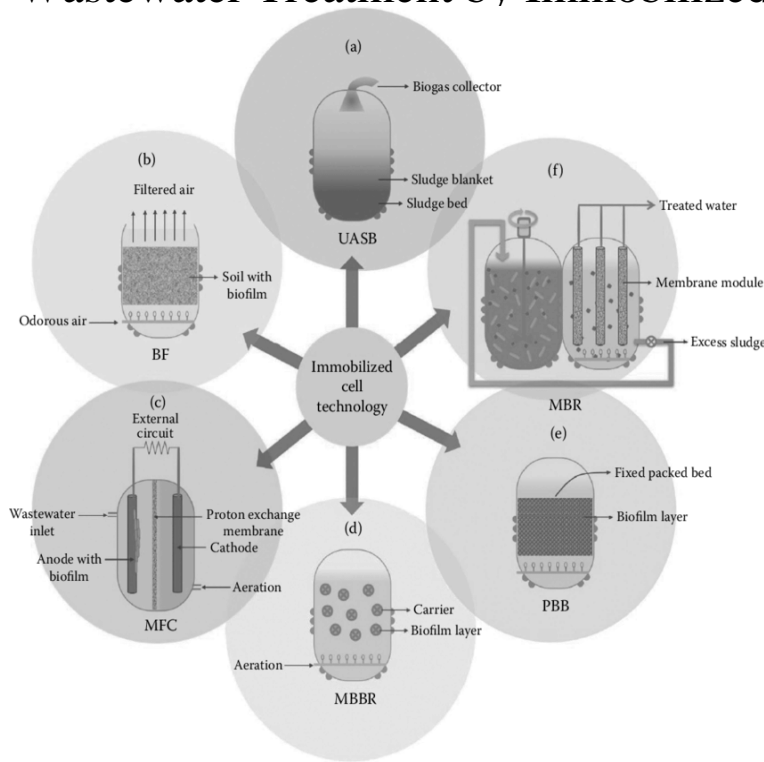 Wastewater Treatment by Immobilized
(a)
Biogas collector
Sludge blanket
Sludge bed
UASB
(b)
Filtered air
Soil with
biofilm
Odorous air
BF
(f)
Treated water
Membrane module
Excess sludge
MBR
Immobilized
cell
technology
(c)
External
circuit
Wastewater
inlet
Proton exchange
membrane
Cathode
Anode with
biofilm
Aeration
MFC
(d)
Carrier
Biofilm layer
Aeration
MBBR
(e)
Fixed packed bed
Biofilm layer
PBB